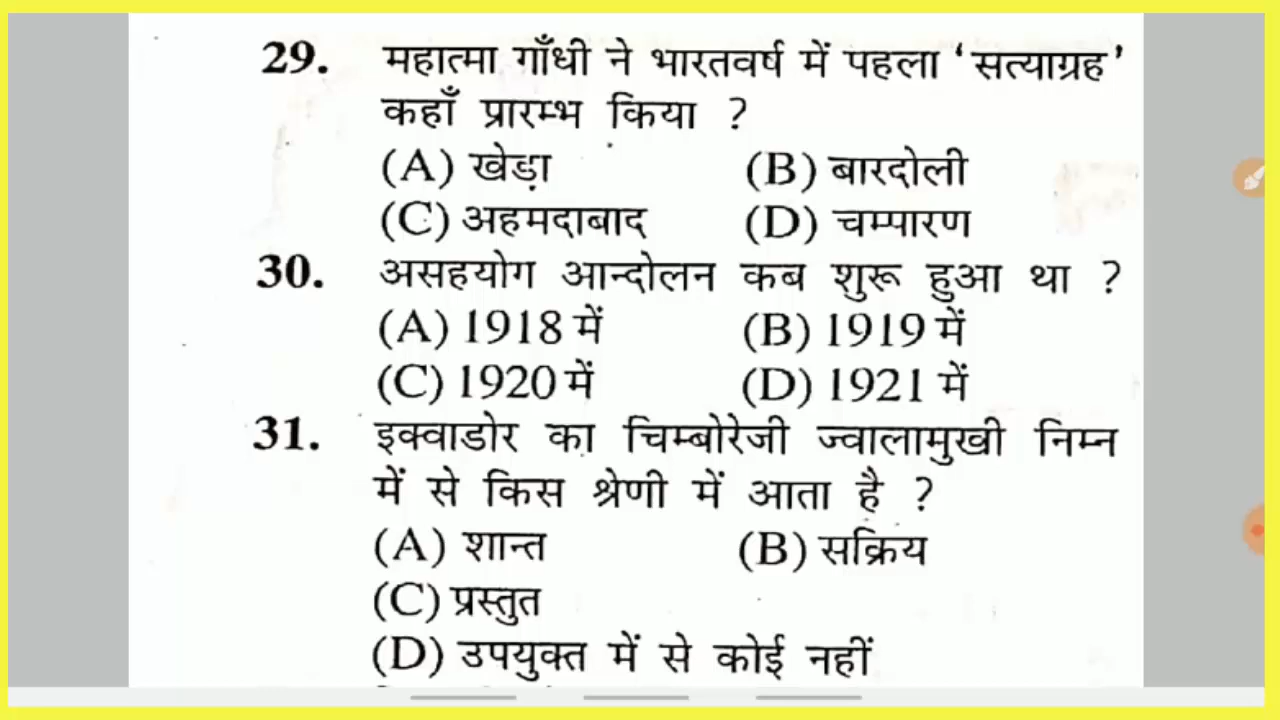 29. महात्मा गाँधी ने भारतवर्ष में पहला ‘सत्याग्रह’
कहाँ प्रारम्भ किया ?
(A) खेड़ा (B) बारदोली
(C) अहमदाबाद (D) चम्पारण
30. असहयोग आन्दोलन कब शुरू हुआ था ?
(A) 1918 में (B) 1919 में
(C) 1920 में (D) 1921 में
31. इक्वाडोर का चिम्बोरेजी ज्वालामुखी निम्न
में से किस श्रेणी में आता है ?
(A) शान्त (B) सक्रिय
(C) प्रस्तुत
(D) उपयुक्त में से कोई नहीं